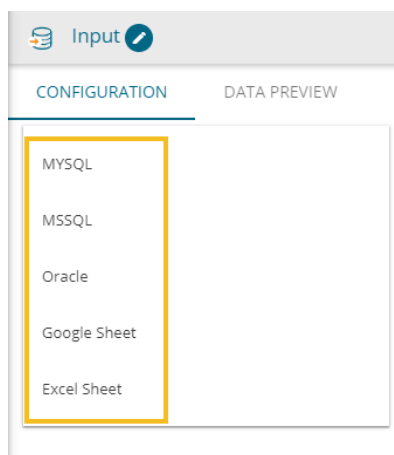 Input
CONFIGURATION DATA PREVIEW
MYSQL
MSSQL
Oracle
Google Sheet
Excel Sheet